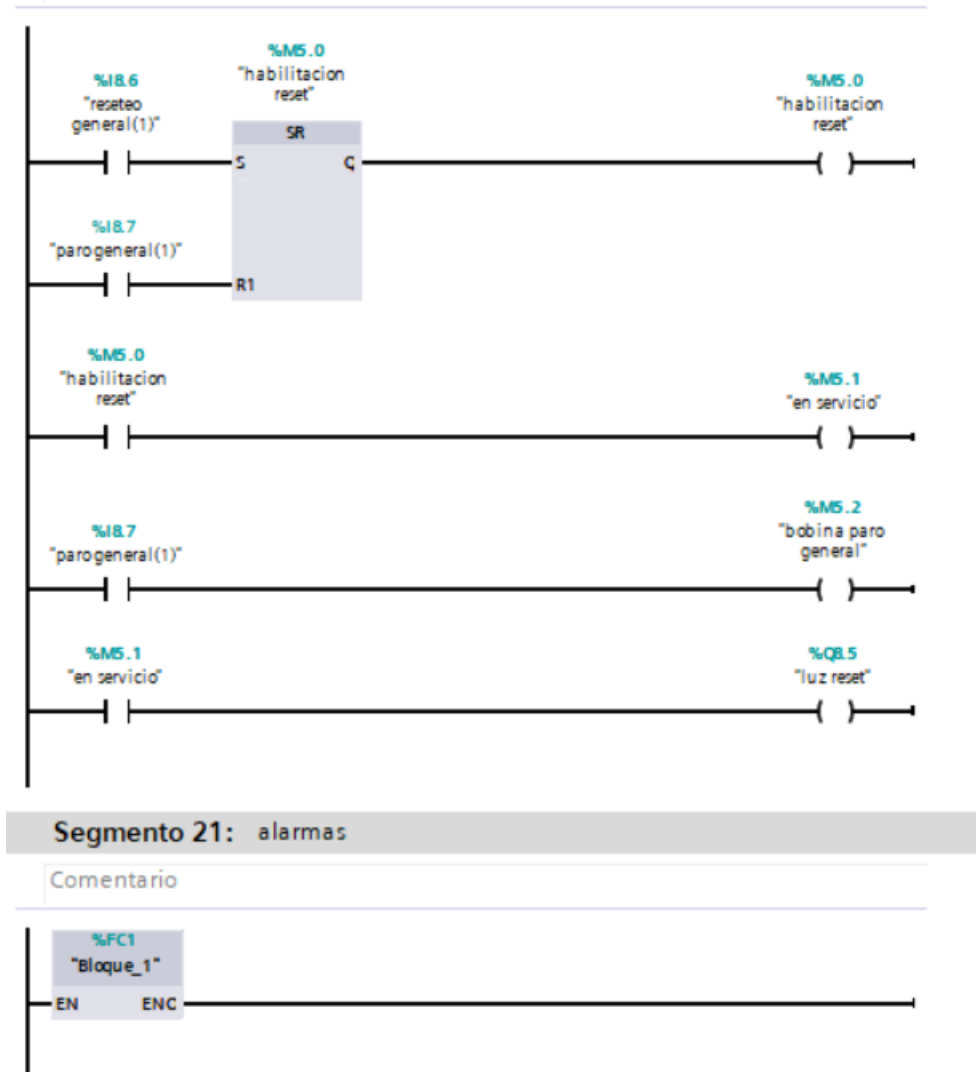 %M5.0
"habilitacion
reset"
%I8.6
"reseteo
general(1)"
SR
S Q
%M5.0
"habilitacion
reset"
%I8.7
"parogeneral(1)"
R1
%M5.0
"habilitacion
reset"
%M5.1
"en servicio"
%I8.7
"parogeneral(1)"
%M5.2
"bobina paro
general"
%M5.1
"en servicio"
%Q8.5
"luz reset"
Segmento 21: alarmas
Comentario
%FC1
"Bloque_1"
EN ENC